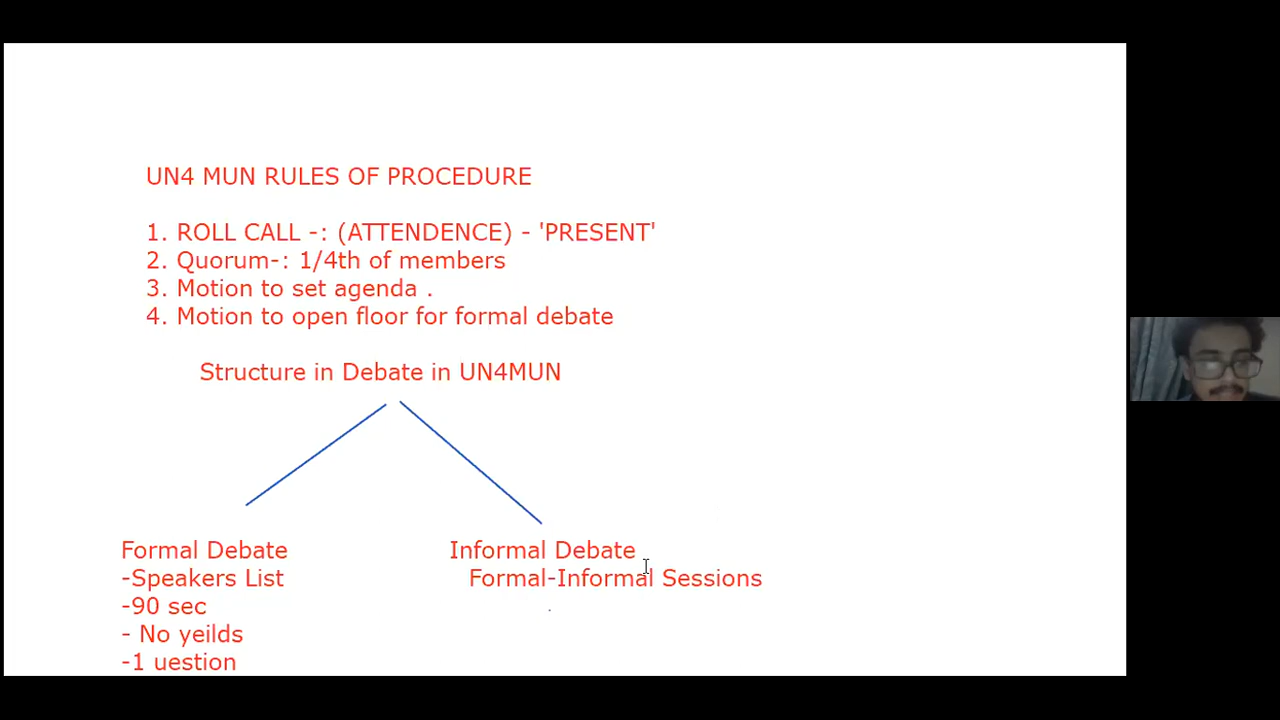 UN4 MUN RULES OF PROCEDURE
1. ROLL CALL -: (ATTENDENCE) - 'PRESENT'
2. Quorum-: 1/4th of members
3. Motion to set agenda .
4. Motion to open floor for formal debate
Structure in Debate in UN4MUN
Formal Debate
-Speakers List
-90 sec
- No yeilds
-1 uestion
Informal Debate
Formal-Informal Sessions